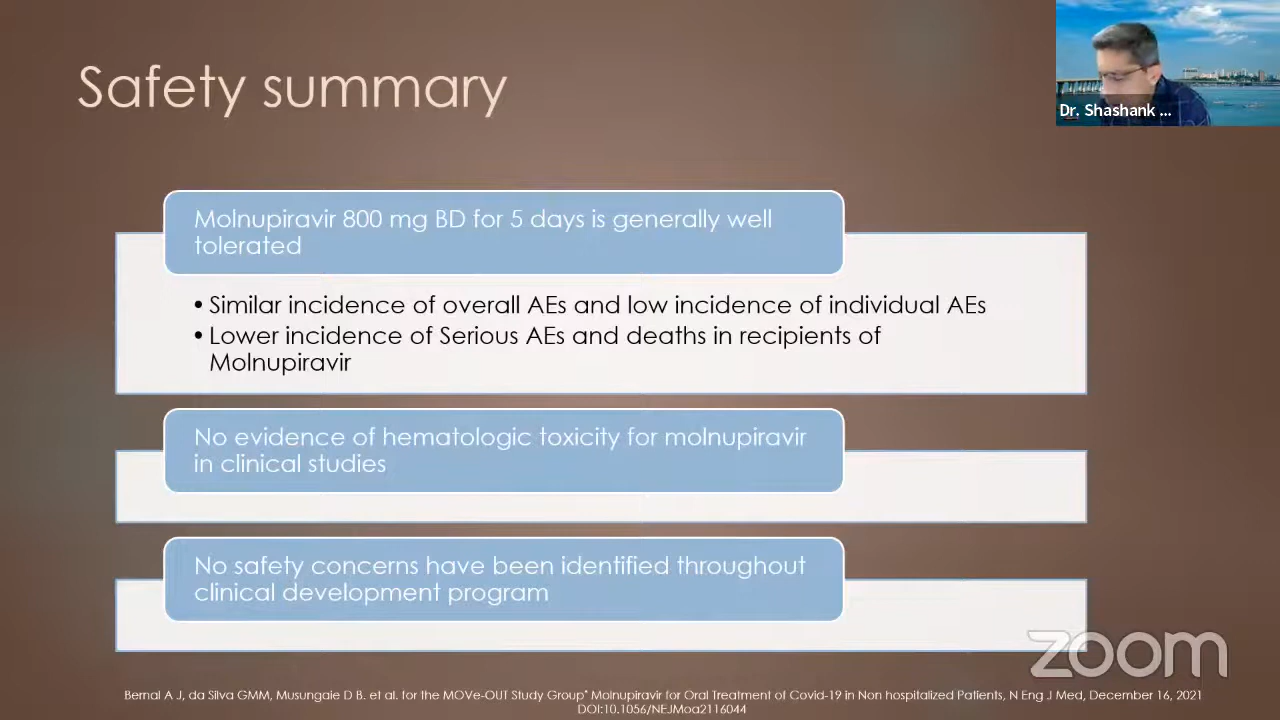 Safety summary
Dr. Shashank ...
Molnupiravir 800 mg BD for 5 days is generally well
tolerated
• Similar incidence of overall AEs and low incidence of individual AEs
• Lower incidence of Serious AEs and deaths in recipients of
Molnupiravir
No evidence of hematologic toxicity for molnupiravir
in clinical studies
No safety concerns have been identified throughout
clinical development program
zoom
Bernal A J, da Silva GMM, Musungaie D B. et al. for the MOVe-OUT Study Group* Molnupiravir for Oral Treatment of Covid-19 in Non hospitalized Patients, N Eng J Med, December 16, 2021
DOI:10.1056/NEJMoa2116044